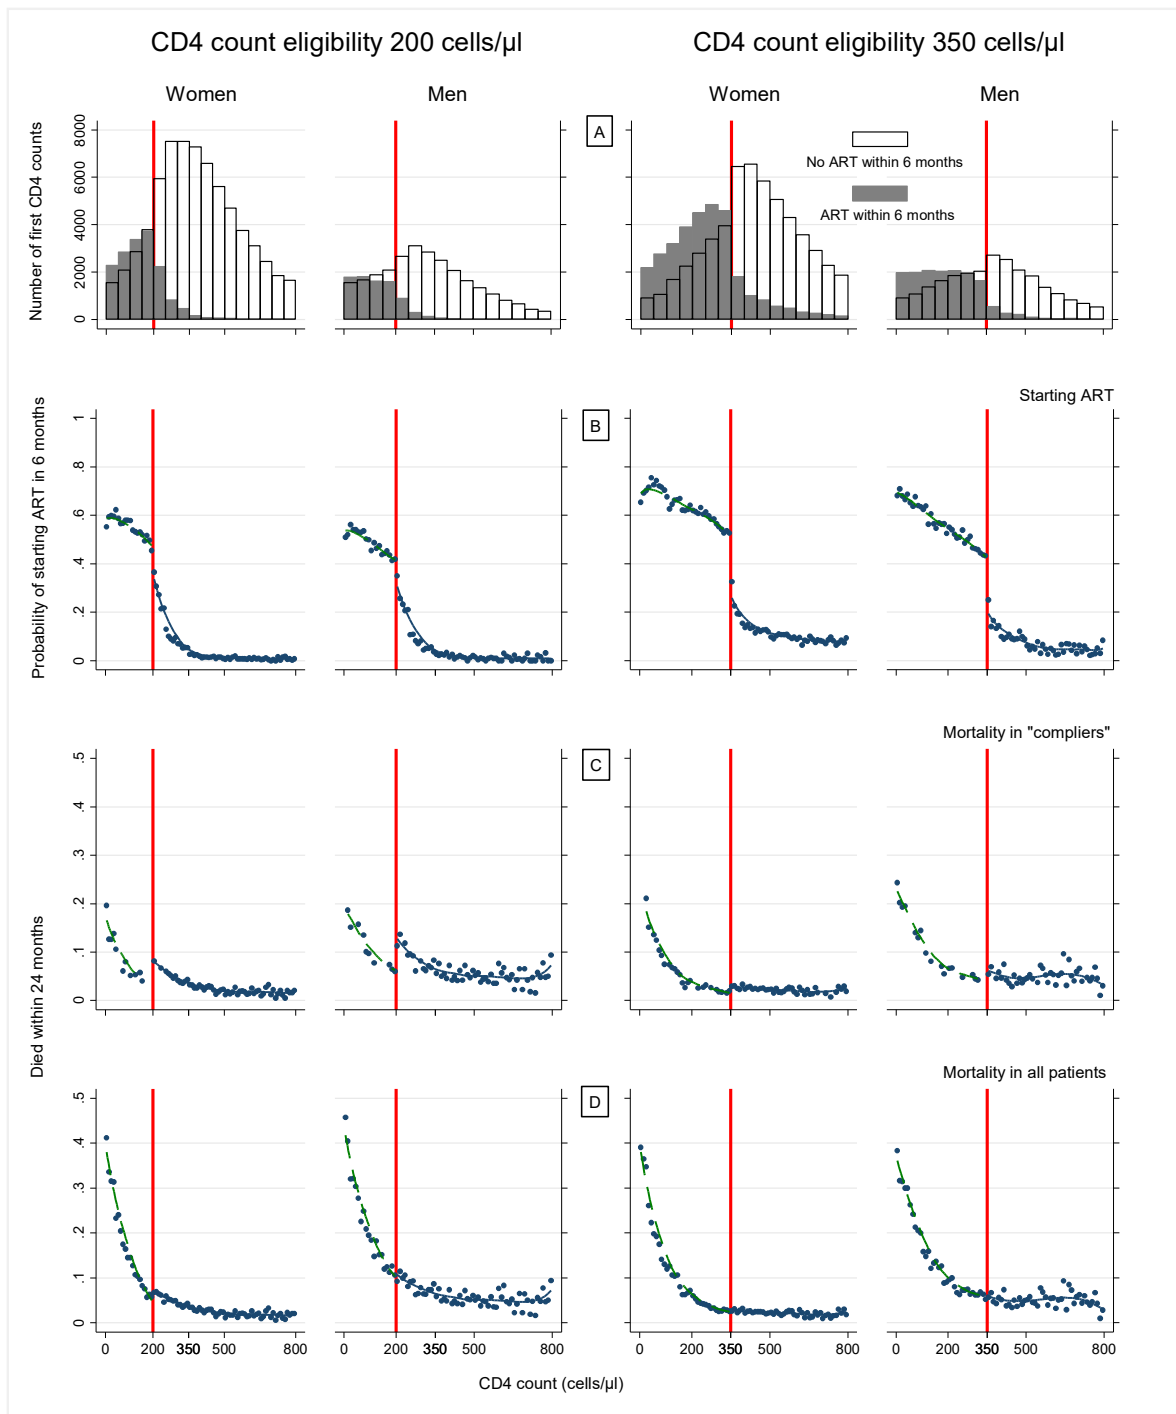 CD4 count eligibility 200 cells/µl
CD4 count eligibility 350 cells/µl
Women
Men
Women
Men
Number of first CD4 counts
8000
6000
4000
2000
0
A
No ART within 6 months
ART within 6 months
Starting ART
Probability of starting ART in 6 months
1
.8
.6
.4
.2
0
B
Mortality in "compliers"
Died within 24 months
.5
.4
.3
.2
.1
0
C
Mortality in all patients
.5
.4
.3
.2
.1
0
D
0 200 350 500 800
0 200 350 500 800
0 200 350 500 800
0 200 350 500 800
CD4 count (cells/µl)